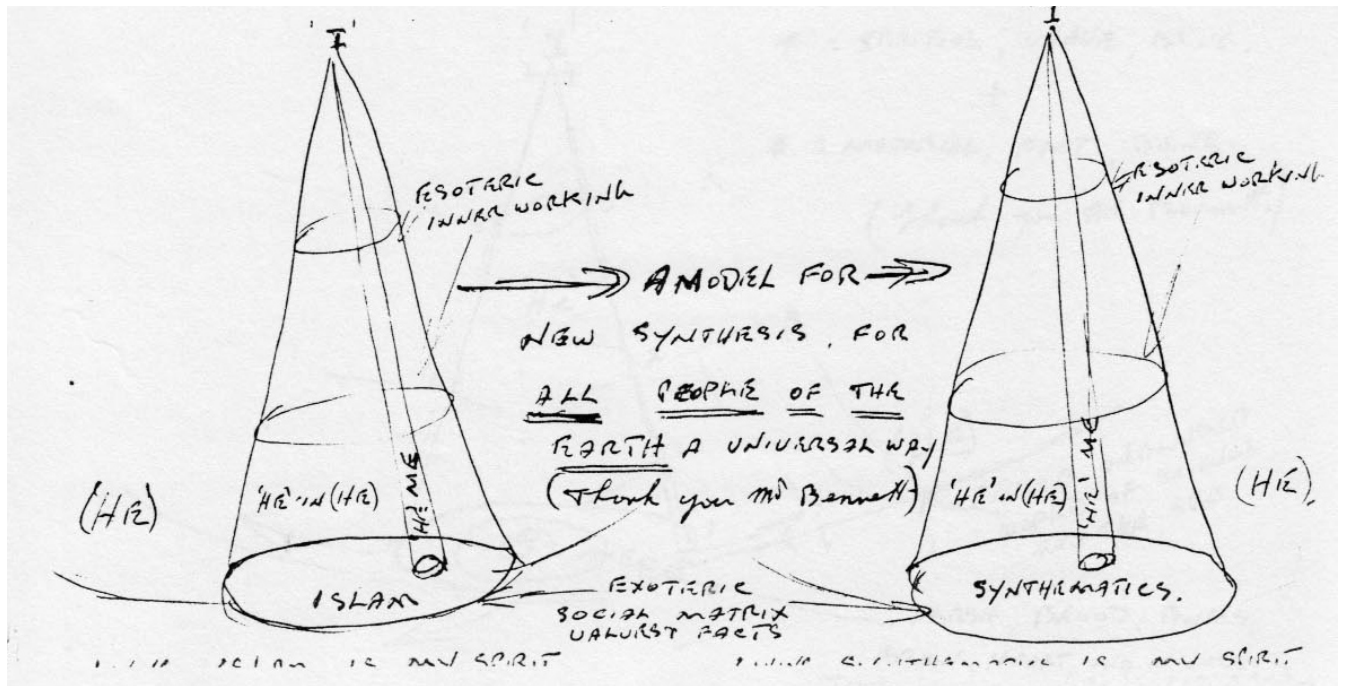 'I'
I
ESOTERIC
INNER WORKING
ESOTERIC
INNER WORKING
A MODEL FOR
NEW SYNTHESIS, FOR
ALL PEOPLE OF THE
EARTH A UNIVERSAL WAY
(Thank you Mr Bennett)
(HE)
'HE' IN (HE)
'HE' ME
'HE' IN (HE)
'HE' ME
(HE)
ISLAM
SYNTHEMATICS.
EXOTERIC
SOCIAL MATRIX
FACTS
IS MY SPIRIT
IS MY SPIRIT